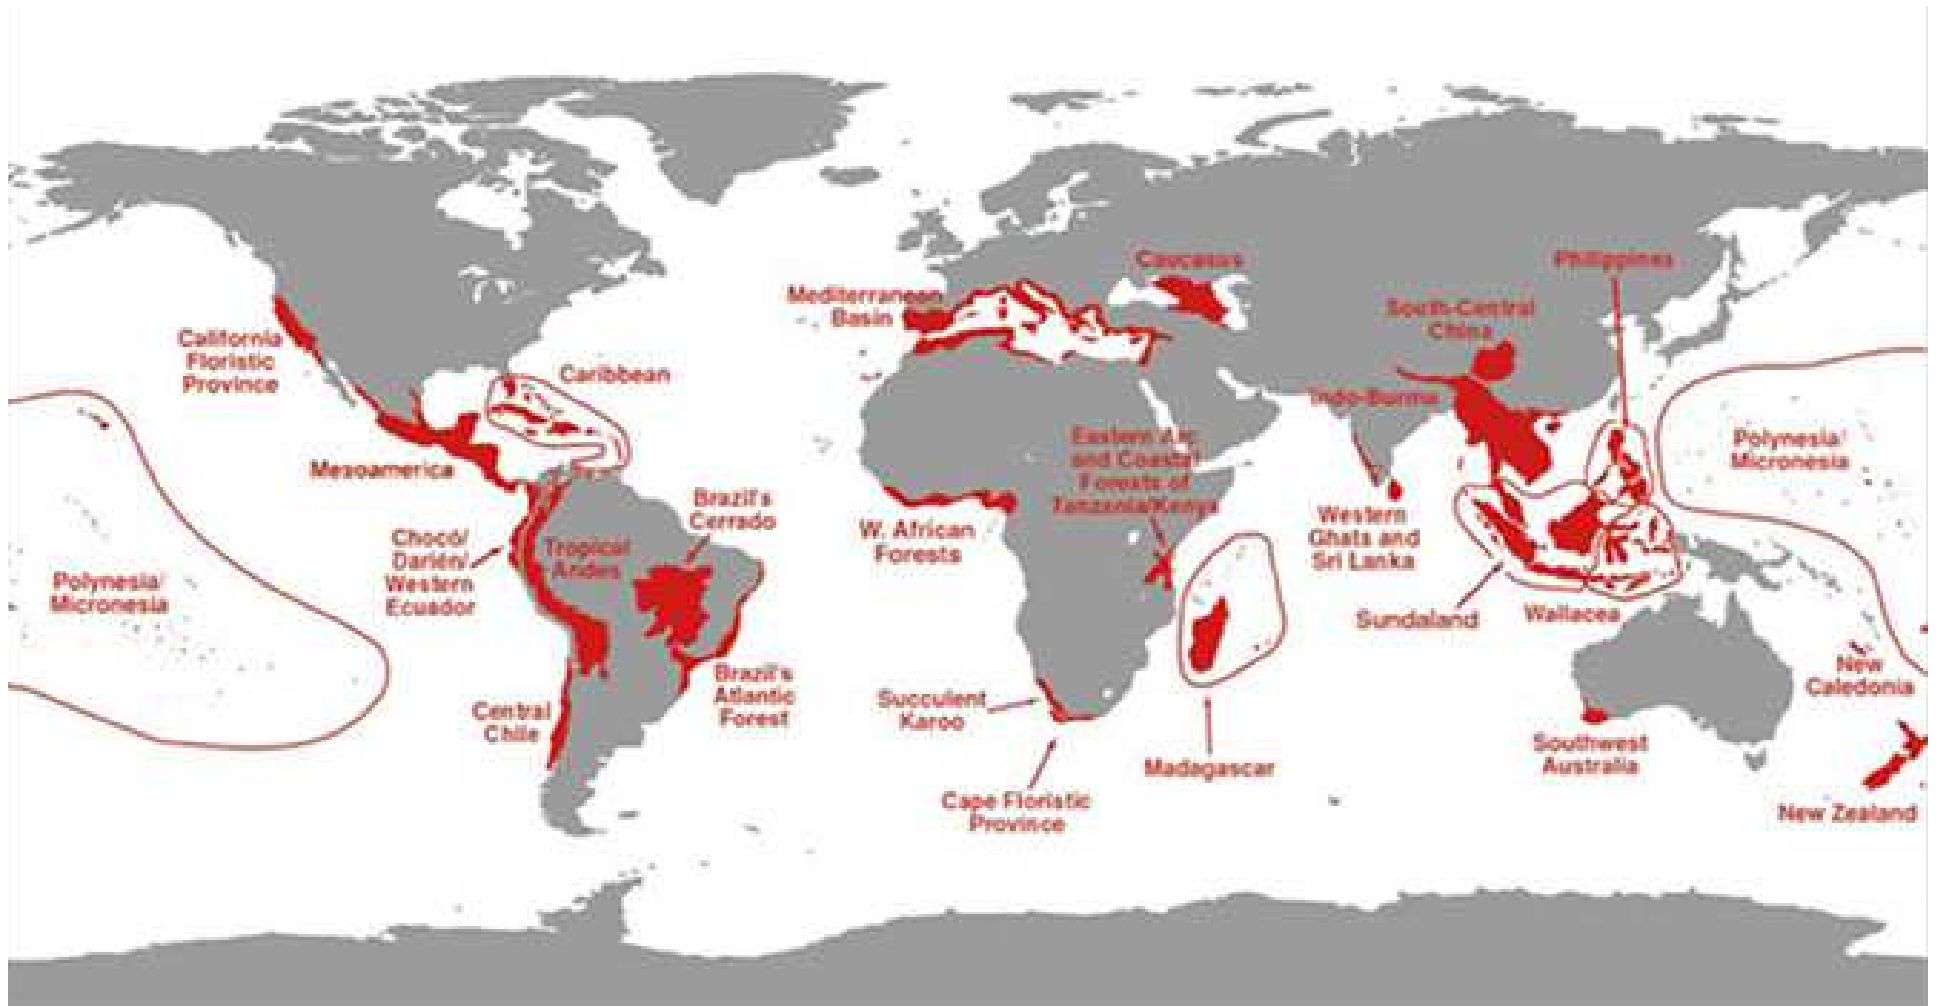 Caucasus
Philippines
Mediterranean
Basin
South-Central
China
California
Floristic
Province
Caribbean
Indo-Burma
Eastern Arc
and Coastal
Forests of
Tanzania/Kenya
Polynesia/
Micronesia
Mesoamerica
Brazil's
Cerrado
Chocó/
Darién/
Western
Ecuador
Tropical
Andes
W. African
Forests
Western
Ghats and
Sri Lanka
Polynesia/
Micronesia
Sundaland
Wallacea
New
Caledonia
Brazil's
Atlantic
Forest
Central
Chile
Succulent
Karoo
Madagascar
Southwest
Australia
Cape Floristic
Province
New Zealand